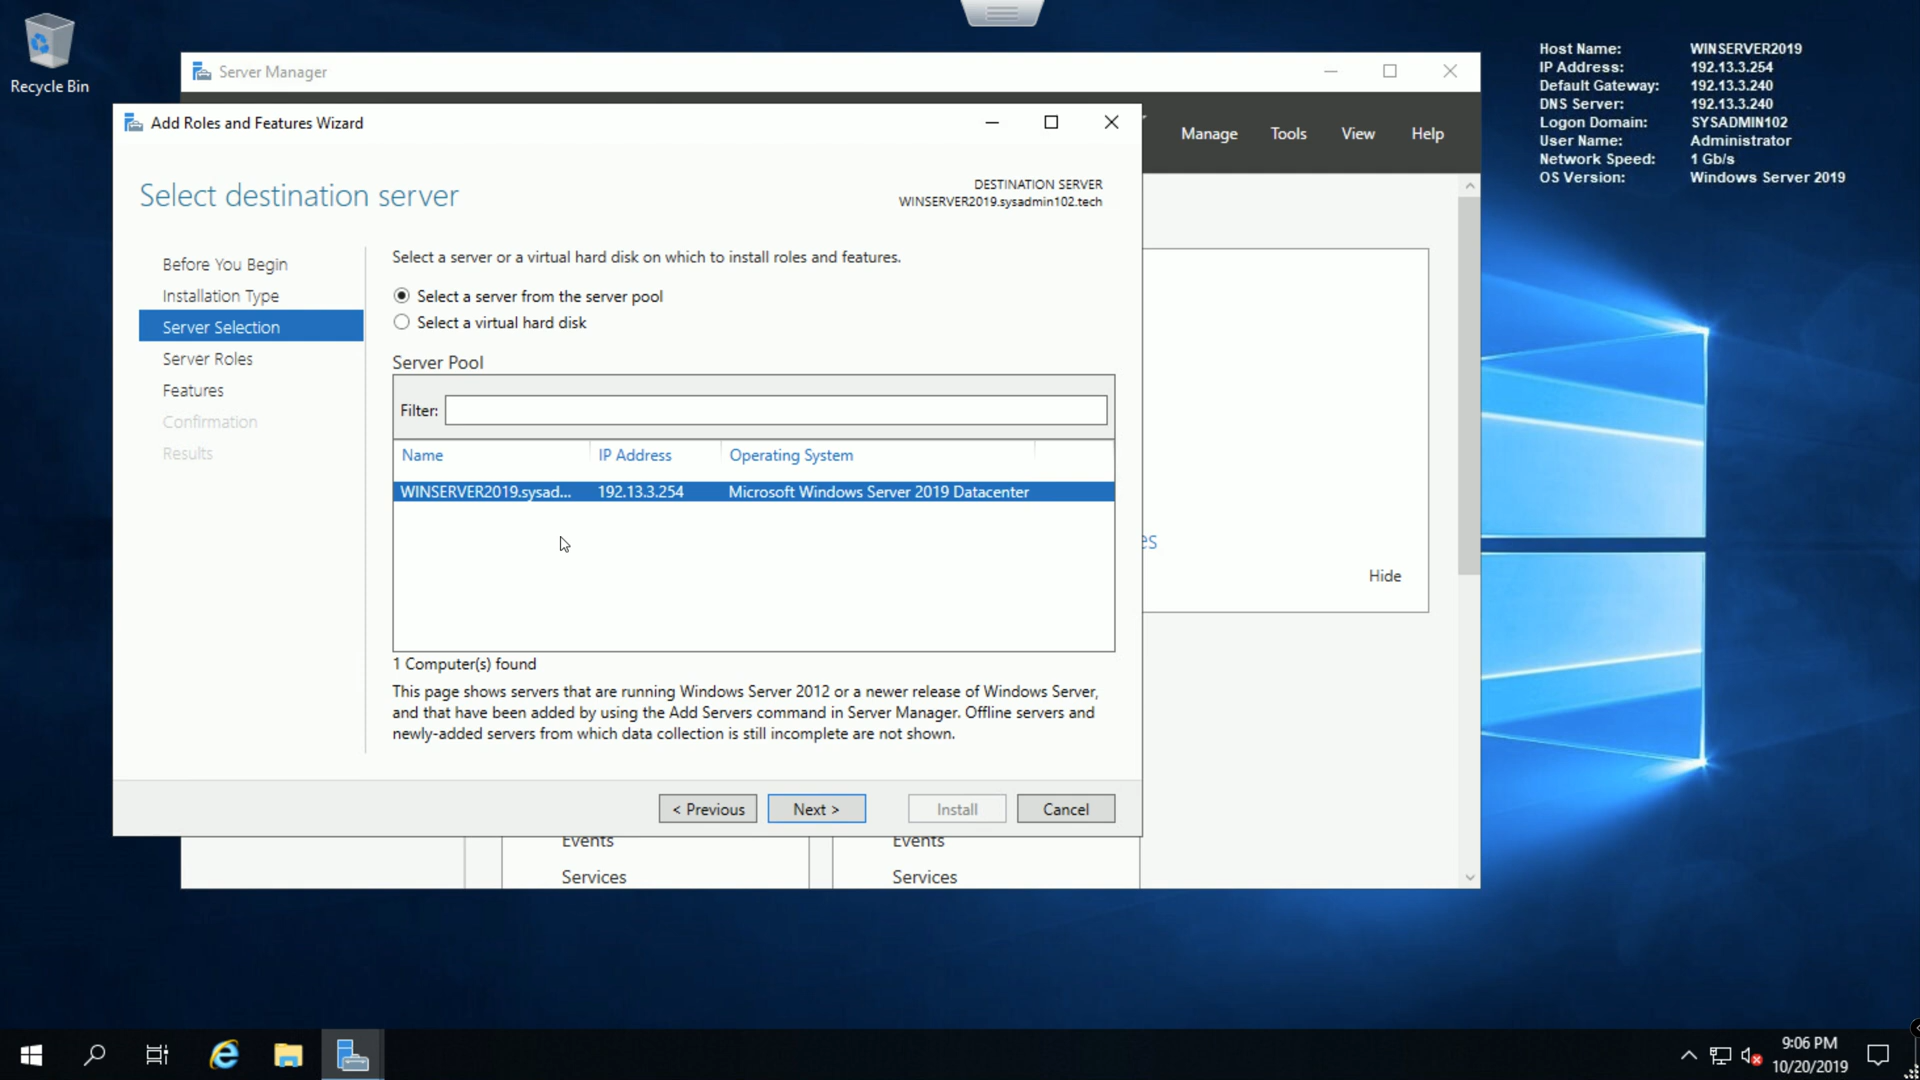 Recycle Bin
Host Name: WINSERVER2019
IP Address: 192.13.3.254
Default Gateway: 192.13.3.240
DNS Server: 192.13.3.240
Logon Domain: SYSADMIN102
User Name: Administrator
Network Speed: 1 Gb/s
OS Version: Windows Server 2019
Server Manager
Manage Tools View Help
Add Roles and Features Wizard
Select destination server
DESTINATION SERVER
WINSERVER2019.sysadmin102.tech
Before You Begin
Installation Type
Server Selection
Server Roles
Features
Confirmation
Results
Select a server or a virtual hard disk on which to install roles and features.
Select a server from the server pool
Select a virtual hard disk
Server Pool
Filter:
Name IP Address Operating System
WINSERVER2019.sysad... 192.13.3.254 Microsoft Windows Server 2019 Datacenter
1 Computer(s) found
This page shows servers that are running Windows Server 2012 or a newer release of Windows Server,
and that have been added by using the Add Servers command in Server Manager. Offline servers and
newly-added servers from which data collection is still incomplete are not shown.
< Previous Next > Install Cancel
es
Hide
Events Events
Services Services
9:06 PM
10/20/2019